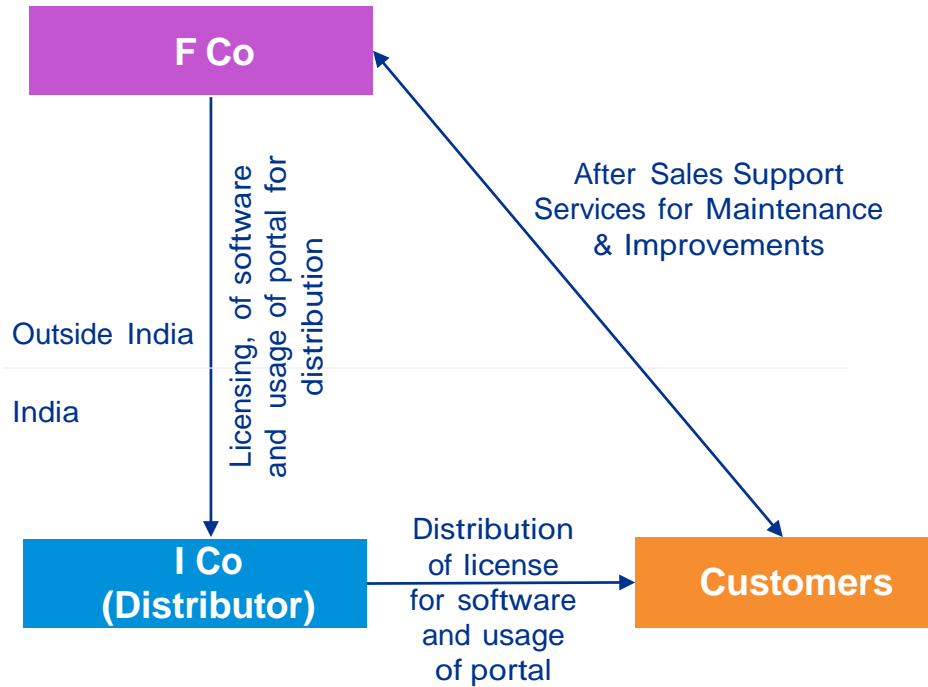 F Co
Licensing, of software
and usage of portal for
distribution
After Sales Support
Services for Maintenance
& Improvements
Outside India
India
I Co
(Distributor)
Distribution
of license
for software
and usage
of portal
Customers